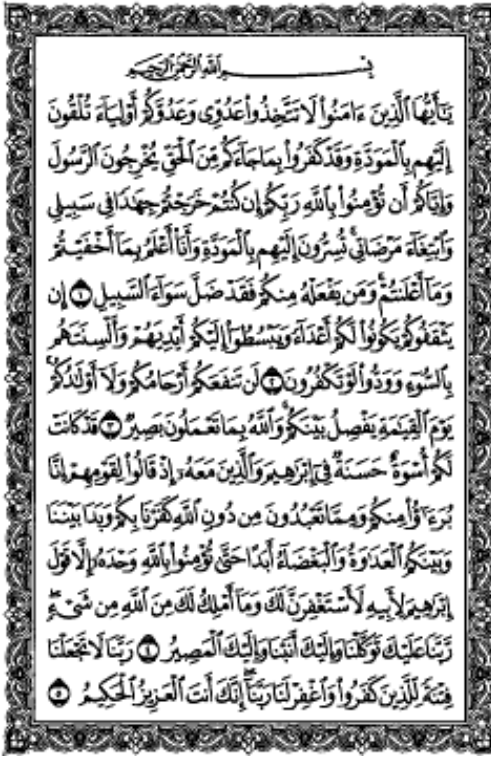 بِسْمِ اللَّهِ الرَّحْمَٰنِ الرَّحِيمِ
يَٰٓأَيُّهَا ٱلَّذِينَ ءَامَنُواْ لَا تَتَّخِذُواْ عَدُوِّى وَعَدُوَّكُمْ أَوْلِيَآءَ تُلْقُونَ
إِلَيْهِم بِٱلْمَوَدَّةِ وَقَدْ كَفَرُواْ بِمَا جَآءَكُم مِّنَ ٱلْحَقِّ يُخْرِجُونَ ٱلرَّسُولَ
وَإِيَّاكُمْ أَن تُؤْمِنُواْ بِٱللَّهِ رَبِّكُمْ إِن كُنتُمْ خَرَجْتُمْ جِهَٰدًا فِى سَبِيلِى
وَٱبْتِغَآءَ مَرْضَاتِى تُسِرُّونَ إِلَيْهِم بِٱلْمَوَدَّةِ وَأَنَا۠ أَعْلَمُ بِمَآ أَخْفَيْتُمْ
وَمَآ أَعْلَنتُمْ وَمَن يَفْعَلْهُ مِنكُمْ فَقَدْ ضَلَّ سَوَآءَ ٱلسَّبِيلِ ١ إِن
يَثْقَفُوكُمْ يَكُونُواْ لَكُمْ أَعْدَآءً وَيَبْسُطُوٓاْ إِلَيْكُمْ أَيْدِيَهُمْ وَأَلْسِنَتَهُم
بِٱلسُّوٓءِ وَوَدُّواْ لَوْ تَكْفُرُونَ ٢ لَن تَنفَعَكُمْ أَرْحَامُكُمْ وَلَآ أَوْلَٰدُكُمْ
يَوْمَ ٱلْقِيَٰمَةِ يَفْصِلُ بَيْنَكُمْ وَٱللَّهُ بِمَا تَعْمَلُونَ بَصِيرٌ ٣ قَدْ كَانَتْ
لَكُمْ أُسْوَةٌ حَسَنَةٌ فِىٓ إِبْرَٰهِيمَ وَٱلَّذِينَ مَعَهُۥٓ إِذْ قَالُواْ لِقَوْمِهِمْ إِنَّا
بُرَءَٰٓؤُاْ مِنكُمْ وَمِمَّا تَعْبُدُونَ مِن دُونِ ٱللَّهِ كَفَرْنَا بِكُمْ وَبَدَا بَيْنَنَا
وَبَيْنَكُمُ ٱلْعَدَٰوَةُ وَٱلْبَغْضَآءُ أَبَدًا حَتَّىٰ تُؤْمِنُواْ بِٱللَّهِ وَحْدَهُۥٓ إِلَّا قَوْلَ
إِبْرَٰهِيمَ لِأَبِيهِ لَأَسْتَغْفِرَنَّ لَكَ وَمَآ أَمْلِكُ لَكَ مِنَ ٱللَّهِ مِن شَىْءٍ
رَّبَّنَا عَلَيْكَ تَوَكَّلْنَا وَإِلَيْكَ أَنَبْنَا وَإِلَيْكَ ٱلْمَصِيرُ ٤ رَبَّنَا لَا تَجْعَلْنَا
فِتْنَةً لِّلَّذِينَ كَفَرُواْ وَٱغْفِرْ لَنَا رَبَّنَآ إِنَّكَ أَنتَ ٱلْعَزِيزُ ٱلْحَكِيمُ ٥